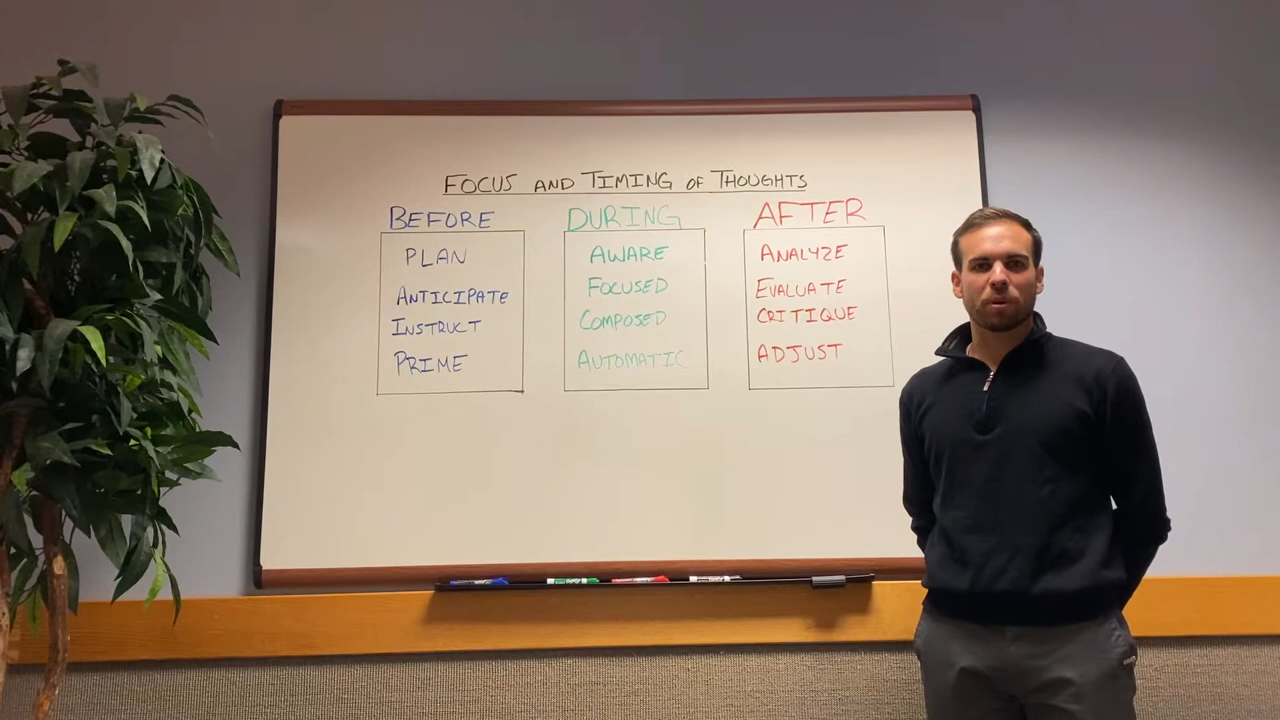 FOCUS AND TIMING OF THOUGHTS
BEFORE
PLAN
ANTICIPATE
INSTRUCT
PRIME
DURING
AWARE
FOCUSED
COMPOSED
AUTOMATIC
AFTER
ANALYZE
EVALUATE
CRITIQUE
ADJUST